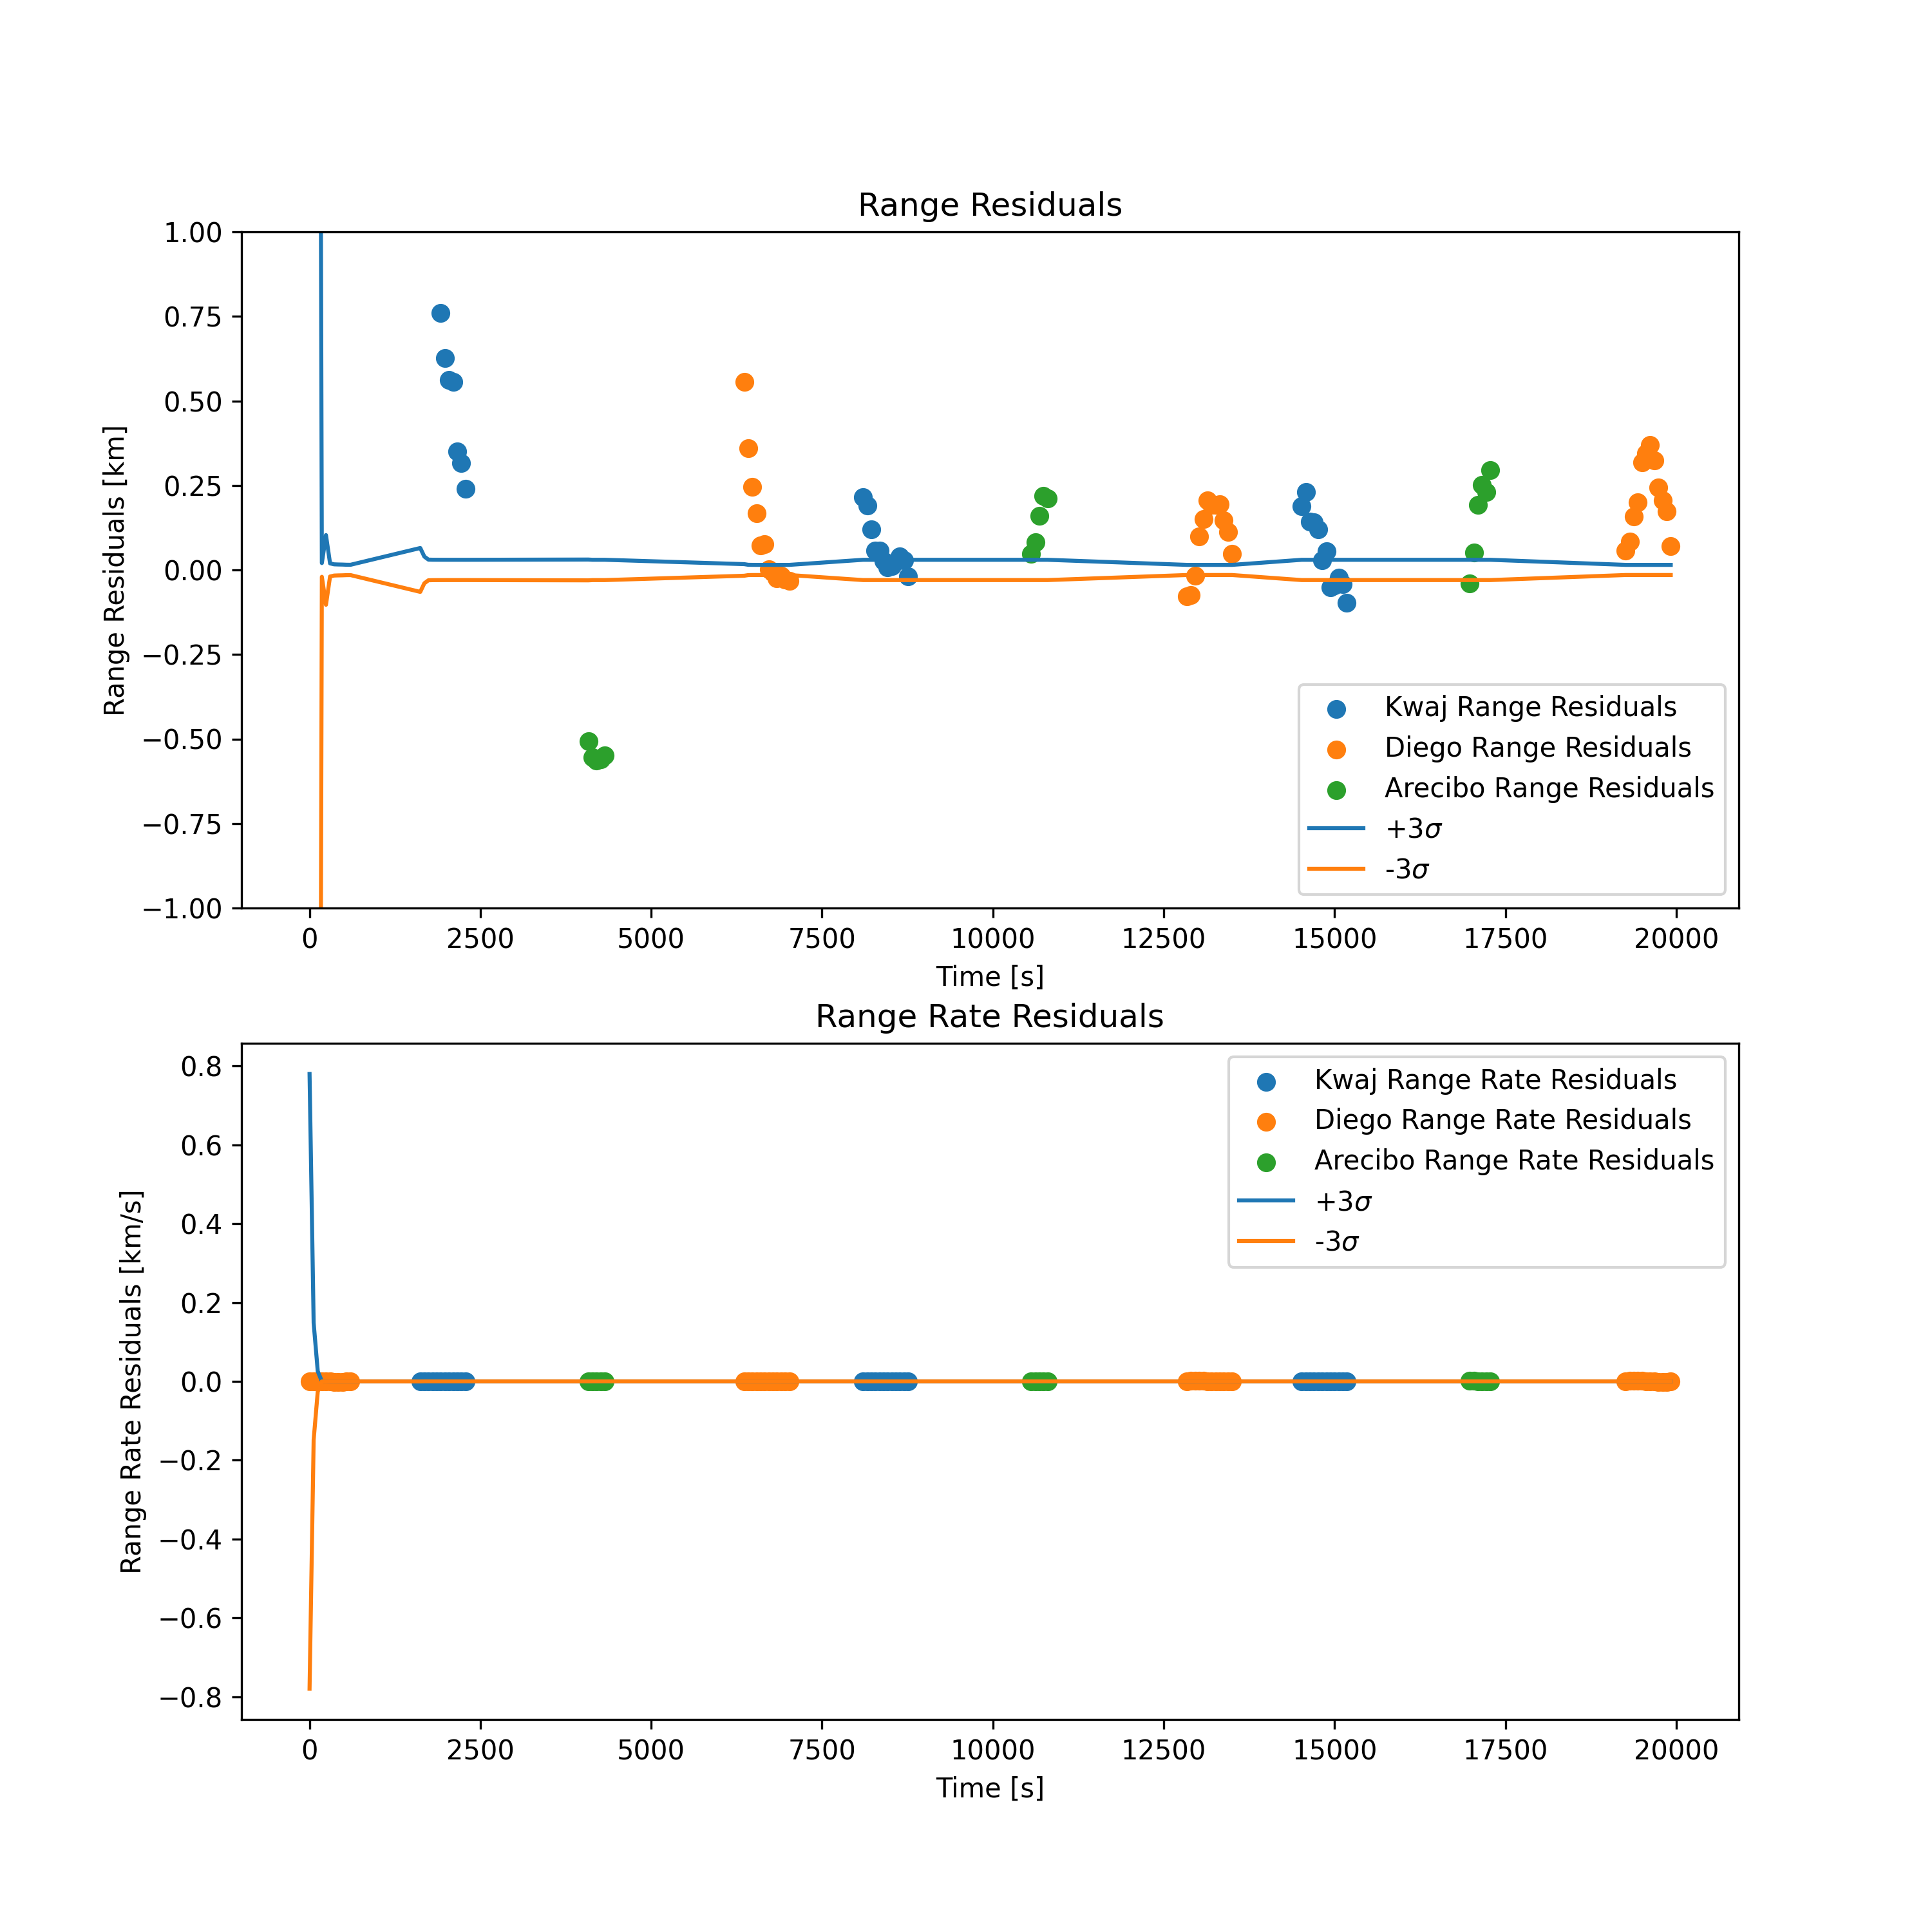 Range Residuals
1.00
0.75
0.50
0.25
0.00
−0.25
−0.50
−0.75
−1.00
Range Residuals [km]
Kwaj Range Residuals
Diego Range Residuals
Arecibo Range Residuals
+3σ
-3σ
0 2500 5000 7500 10000 12500 15000 17500 20000
Time [s]
Range Rate Residuals
0.8
0.6
0.4
0.2
0.0
−0.2
−0.4
−0.6
−0.8
Range Rate Residuals [km/s]
Kwaj Range Rate Residuals
Diego Range Rate Residuals
Arecibo Range Rate Residuals
+3σ
-3σ
0 2500 5000 7500 10000 12500 15000 17500 20000
Time [s]